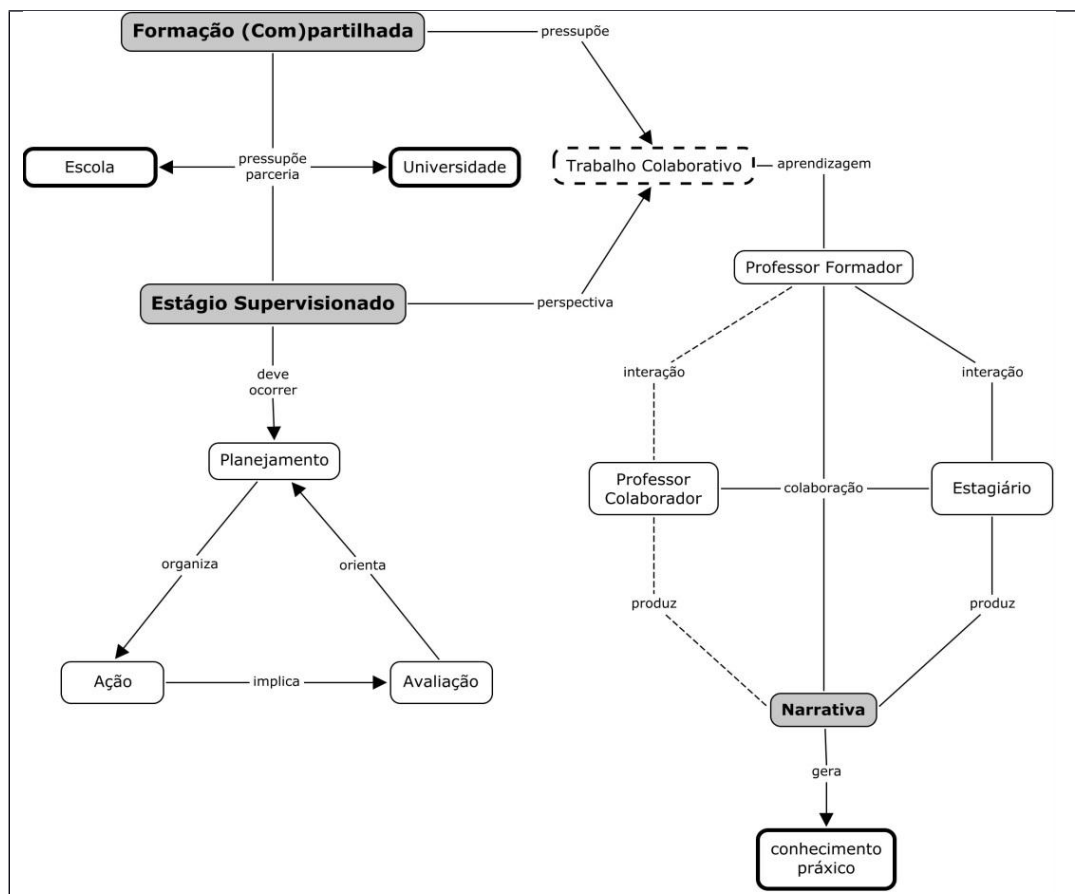 Formação (Com)partilhada
pressupõe
Escola
pressupõe
parceria
Universidade
Trabalho Colaborativo
aprendizagem
Professor Formador
Estágio Supervisionado
perspectiva
deve
ocorrer
interação
interação
Planejamento
Professor
Colaborador
colaboração
Estagiário
organiza
orienta
produz
produz
Ação
implica
Avaliação
Narrativa
gera
conhecimento
práxico